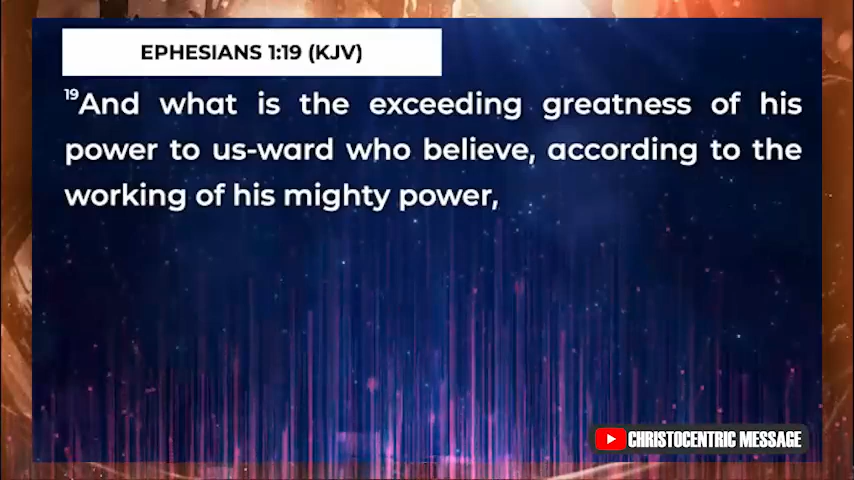 EPHESIANS 1:19 (KJV)
19And what is the exceeding greatness of his
power to us-ward who believe, according to the
working of his mighty power,
CHRISTOCENTRIC MESSAGE